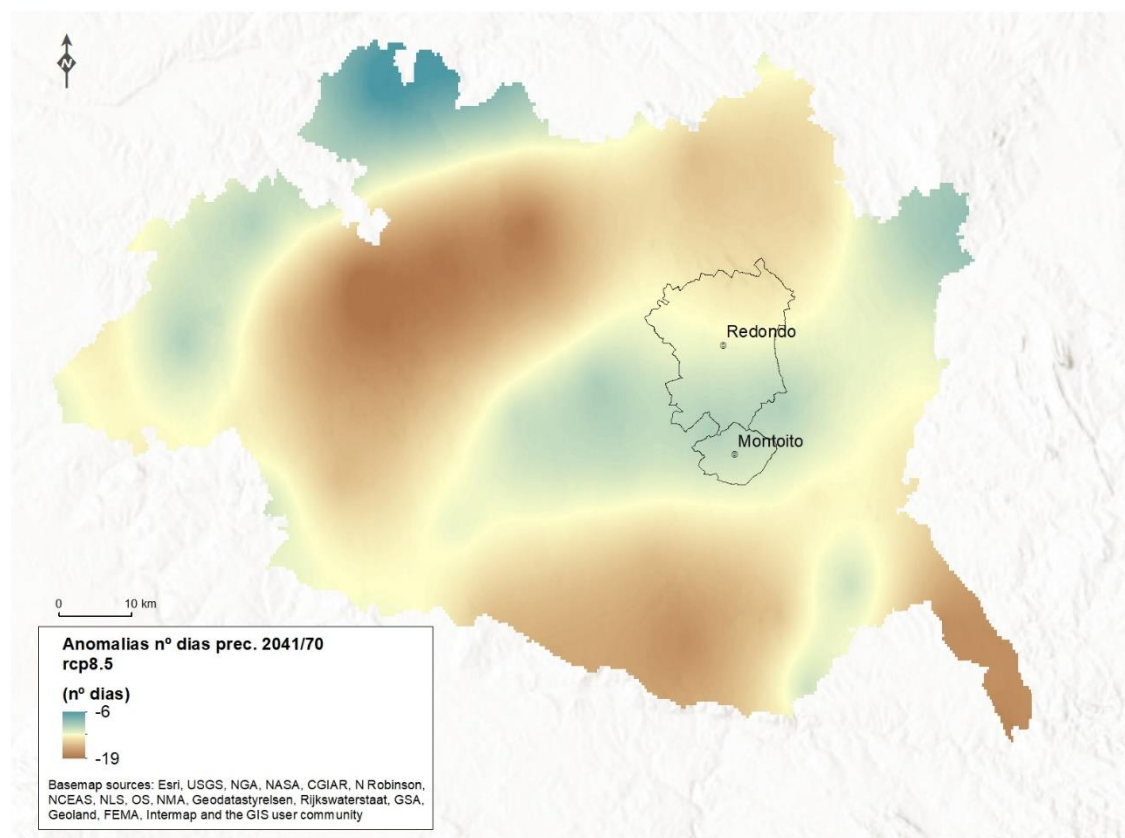 N
Redondo
Montoito
0 10 km
Anomalias nº dias prec. 2041/70
rcp8.5
(nº dias)
-6
-19
Basemap sources: Esri, USGS, NGA, NASA, CGIAR, N Robinson,
NCEAS, NLS, OS, NMA, Geodatastyrelsen, Rijkswaterstaat, GSA,
Geoland, FEMA, Intermap and the GIS user community